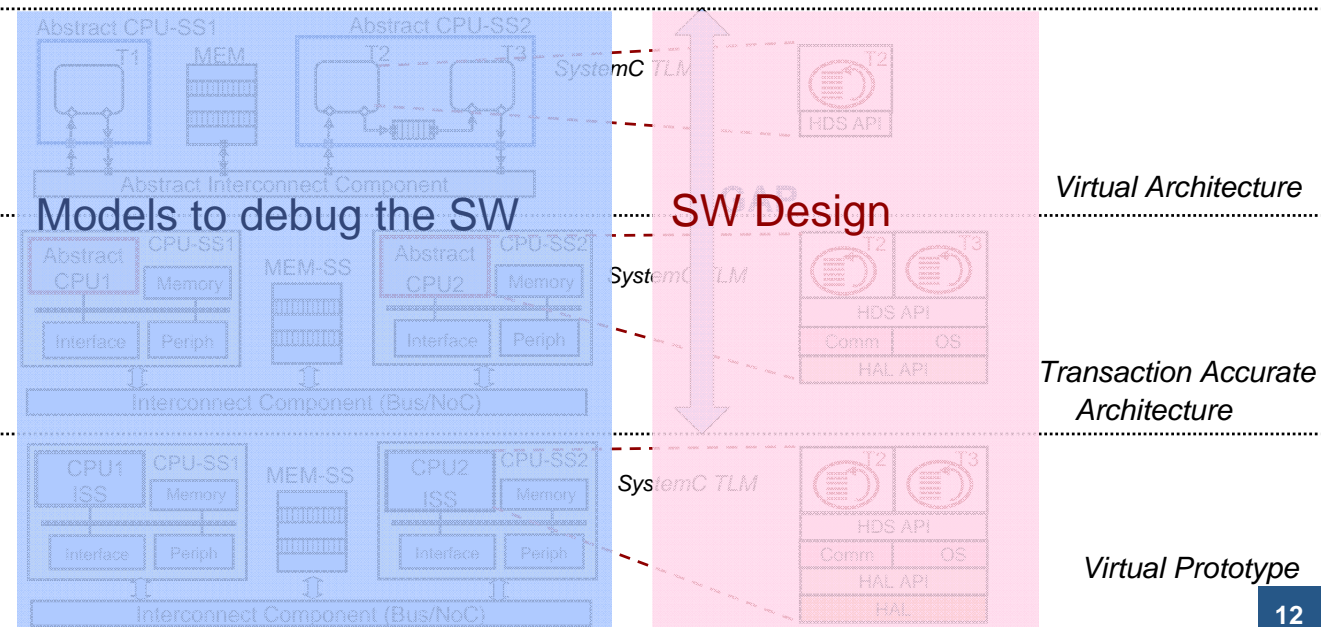 Abstract CPU-SS1
Abstract CPU-SS2
T1
MEM
T2
T3
SystemC TLM
T2
HDS API
Abstract Interconnect Component
GAP
Virtual Architecture
Models to debug the SW
SW Design
Abstract
CPU1
CPU-SS1
Memory
Interface
Periph
MEM-SS
Abstract
CPU2
CPU-SS2
Memory
Interface
Periph
SystemC TLM
T2
T3
HDS API
Comm
OS
HAL API
Interconnect Component (Bus/NoC)
Transaction Accurate
Architecture
CPU1
ISS
CPU-SS1
Memory
Interface
Periph
MEM-SS
CPU2
ISS
CPU-SS2
Memory
Interface
Periph
SystemC TLM
T2
T3
HDS API
Comm
OS
HAL API
HAL
Interconnect Component (Bus/NoC)
Virtual Prototype
12